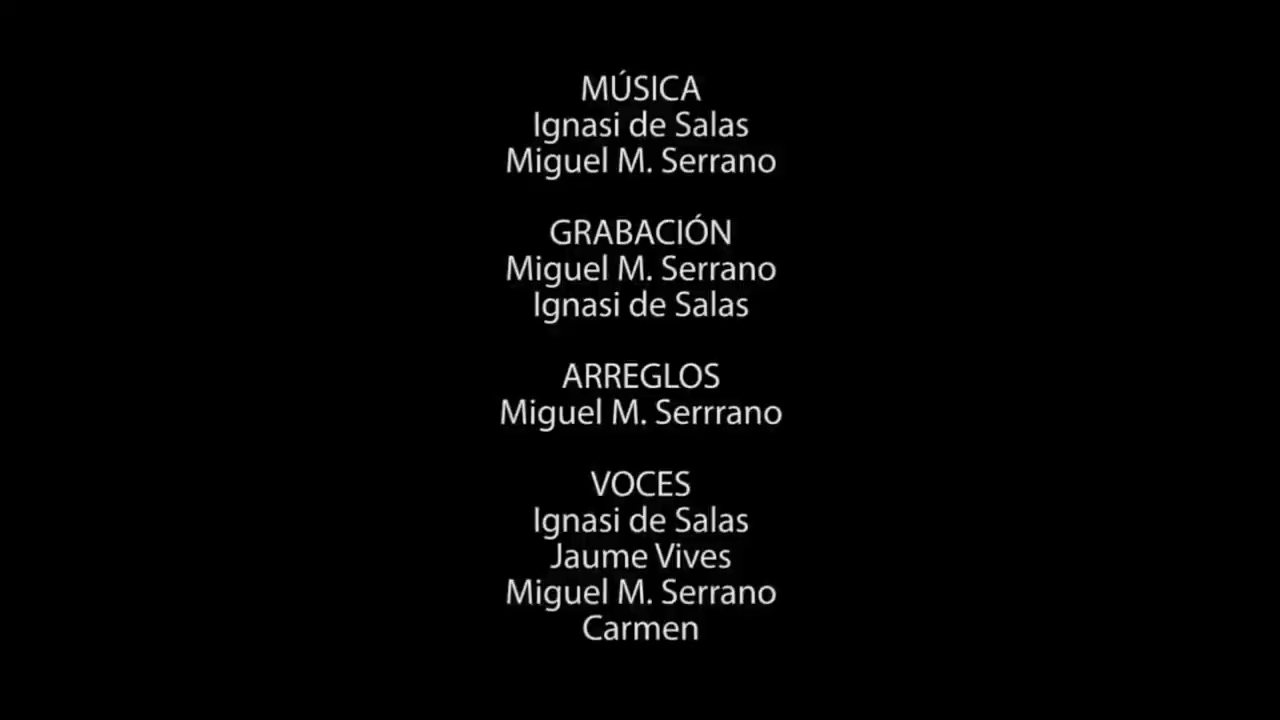 MÚSICA
Ignasi de Salas
Miguel M. Serrano
GRABACIÓN
Miguel M. Serrano
Ignasi de Salas
ARREGLOS
Miguel M. Serrrano
VOCES
Ignasi de Salas
Jaume Vives
Miguel M. Serrano
Carmen